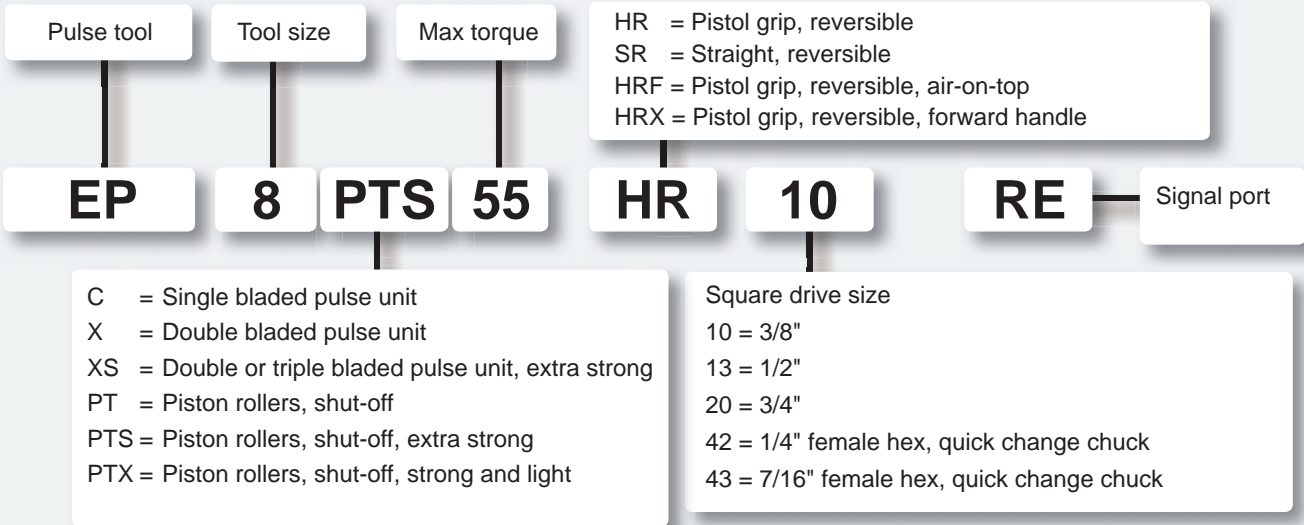 Pulse tool
Tool size
Max torque
HR = Pistol grip, reversible
SR = Straight, reversible
HRF = Pistol grip, reversible, air-on-top
HRX = Pistol grip, reversible, forward handle
EP 8 PTS 55 HR 10 RE
Signal port
C = Single bladed pulse unit
X = Double bladed pulse unit
XS = Double or triple bladed pulse unit, extra strong
PT = Piston rollers, shut-off
PTS = Piston rollers, shut-off, extra strong
PTX = Piston rollers, shut-off, strong and light
Square drive size
10 = 3/8"
13 = 1/2"
20 = 3/4"
42 = 1/4" female hex, quick change chuck
43 = 7/16" female hex, quick change chuck